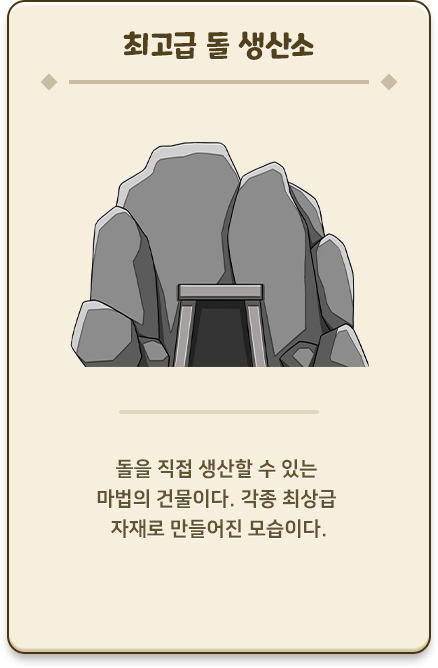 최고급 돌 생산소
돌을 직접 생산할 수 있는
마법의 건물이다. 각종 최상급
자재로 만들어진 모습이다.